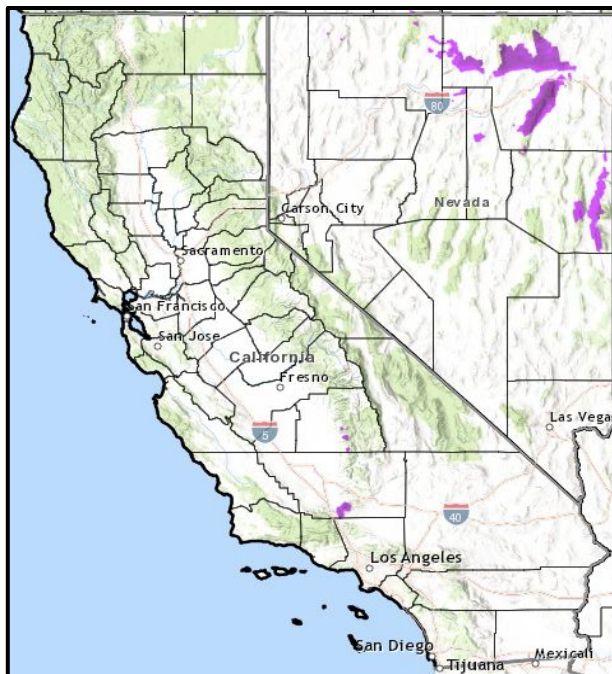 80
Nevada
Carson City
Sacramento
San Francisco
San Jose
California
Fresno
Las Vega
5
40
Los Angeles
San Diego
Mexicali
Tijuana